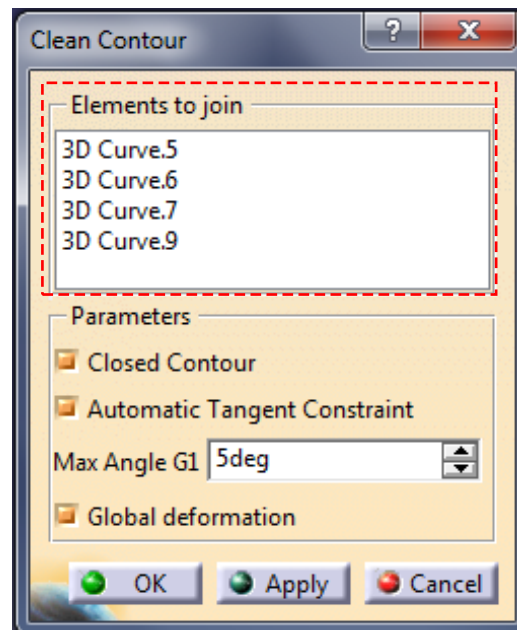 Clean Contour
?
X
Elements to join
3D Curve.5
3D Curve.6
3D Curve.7
3D Curve.9
Parameters
Closed Contour
Automatic Tangent Constraint
Max Angle G1 5deg
Global deformation
OK Apply Cancel